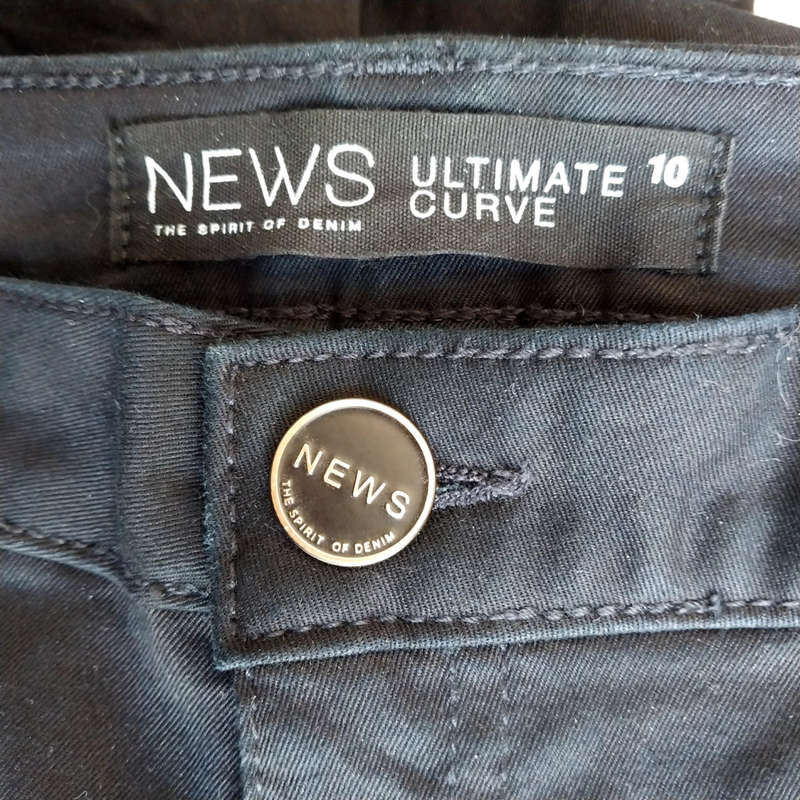 NEWS
THE SPIRIT OF DENIM
ULTIMATE 10
CURVE
NEWS
THE SPIRIT OF DENIM